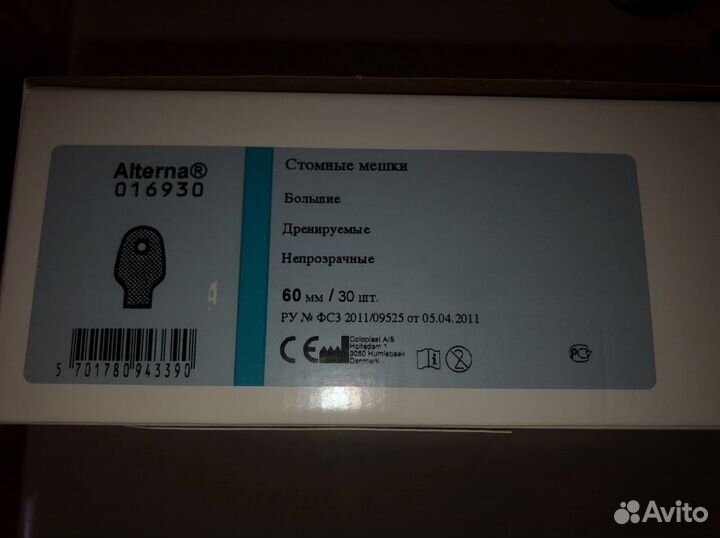 Alterna®
016930
Стомные мешки
Большие
Дренируемые
Непрозрачные
60 мм / 30 шт.
РУ № ФСЗ 2011/09525 от 05.04.2011
CE
Coloplast A/S
Holtedam 1
3050 Humlebaek
Denmark
5 701780 943390
Avito